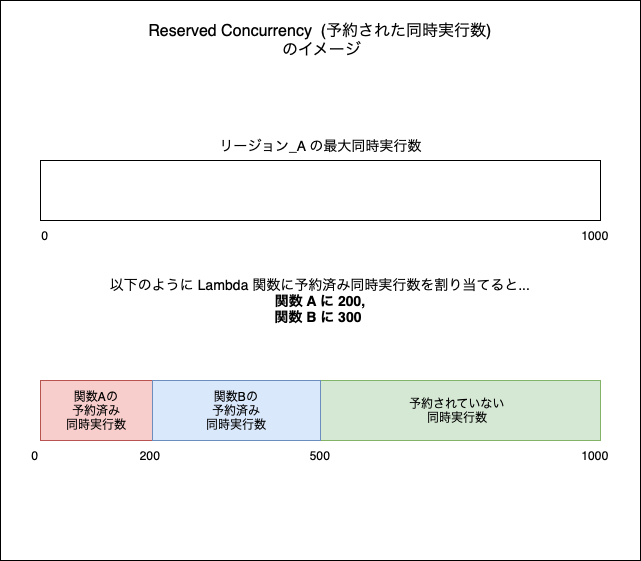 Reserved Concurrency (予約された同時実行数)
のイメージ
リージョン_A の最大同時実行数
0
1000
以下のように Lambda 関数に予約済み同時実行数を割り当てると...
関数 A に 200,
関数 B に 300
関数Aの
予約済み
同時実行数
関数Bの
予約済み
同時実行数
予約されていない
同時実行数
0
200
500
1000